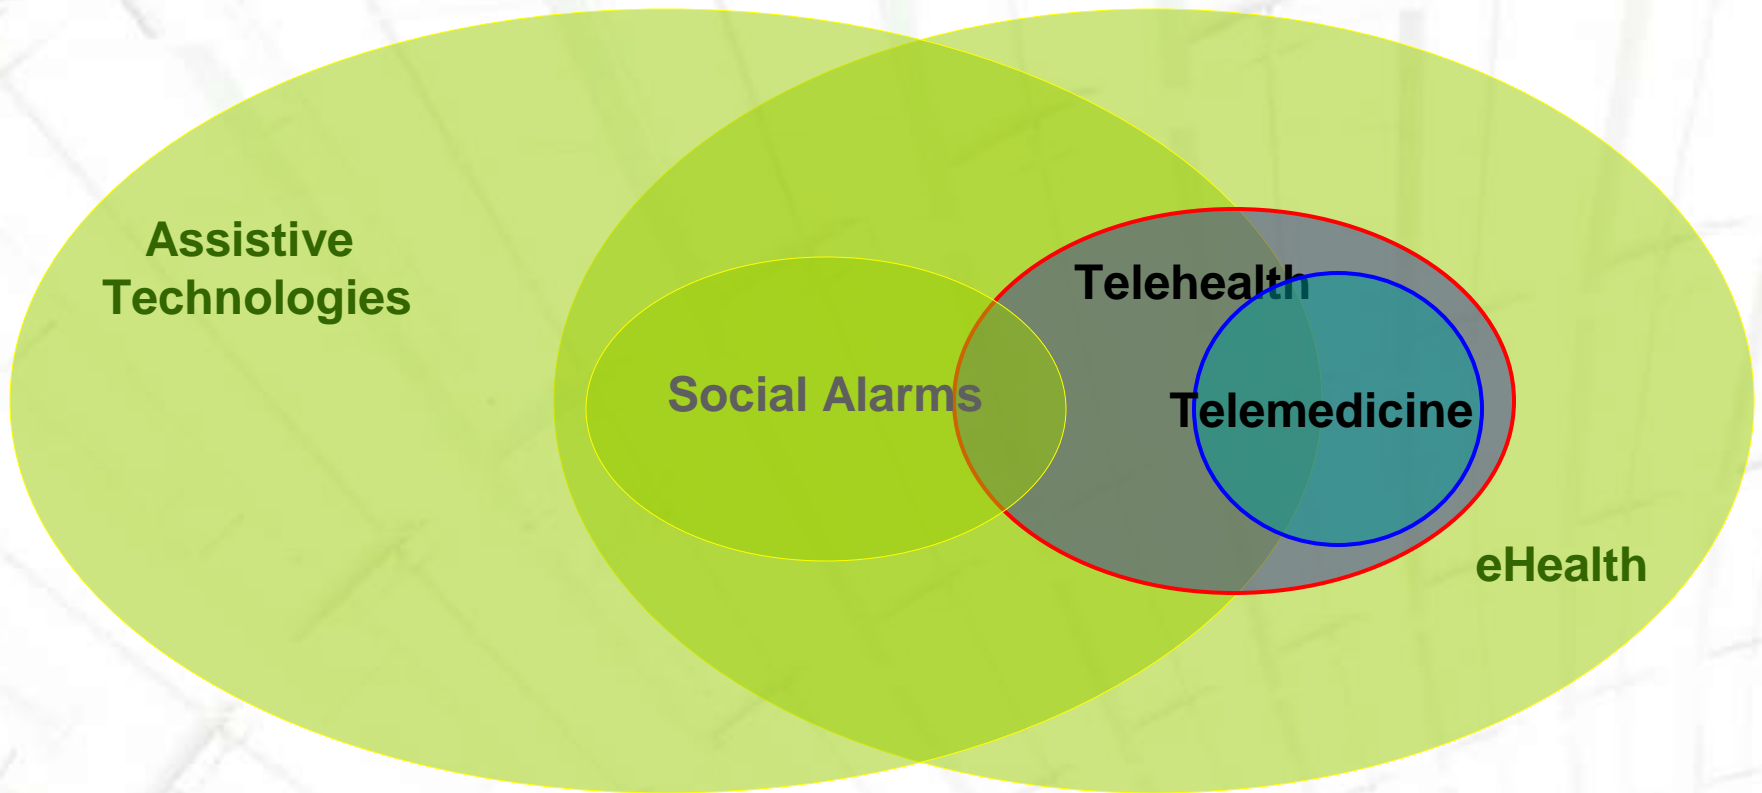 Assistive
Technologies
Telehealth
Social Alarms
Telemedicine
eHealth